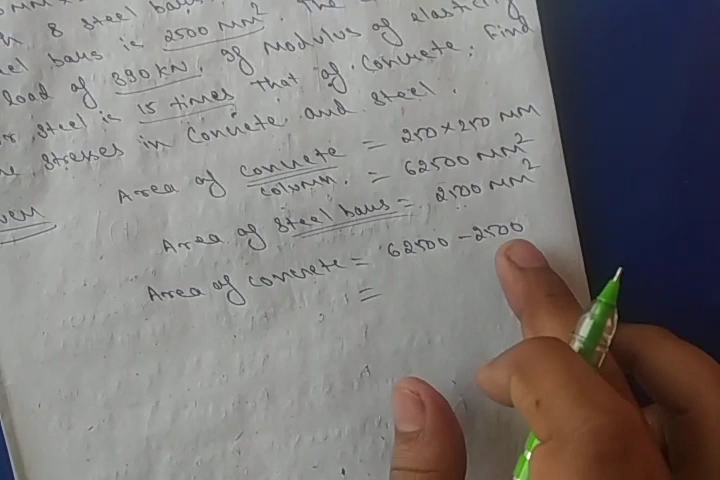 8 steel bars.
bars is 2500 MM². The
load of 390 KN. If Modulus of elasticity
steel is 15 times that of Concrete. Find
stresses in Concrete and steel.
Area of concrete column = 250 × 250 MM
= 62500 MM²
Area of steel bars = 2500 MM²
Area of concrete = 62500 - 2500
=